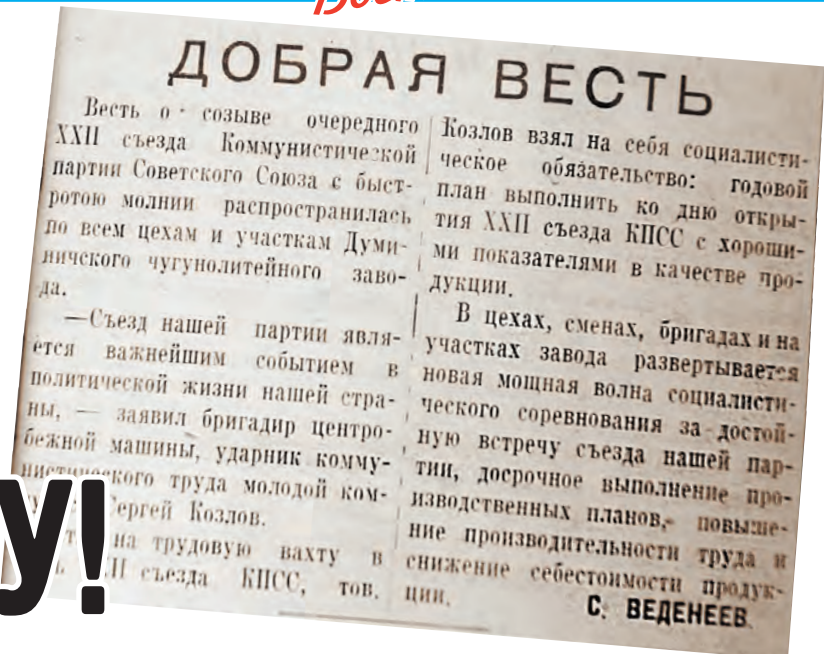 ДОБРАЯ ВЕСТЬ
Весть о созыве очередного
XXII съезда Коммунистической
партии Советского Союза с быст-
ротою молнии распространилась
по всем цехам и участкам Думи-
ничского чугунолитейного заво-
да.
—Съезд нашей партии явля-
ется важнейшим событием в
политической жизни нашей стра-
ны, — заявил бригадир центро-
бежной машины, ударник комму-
нистического труда молодой ком-
Сергей Козлов.
на трудовую вахту в
съезда КПСС, тов.
Козлов взял на себя социалисти-
ческое обязательство: годовой
план выполнить ко дню откры-
тия XXII съезда КПСС с хороши-
ми показателями в качестве про-
дукции.
В цехах, сменах, бригадах и на
участках завода развертывается
новая мощная волна социалисти-
ческого соревнования за достой-
ную встречу съезда нашей пар-
тии, досрочное выполнение про-
изводственных планов, повыше-
ние производительности труда и
снижение себестоимости продук-
ции.
С. ВЕДЕНЕЕВ.
У!